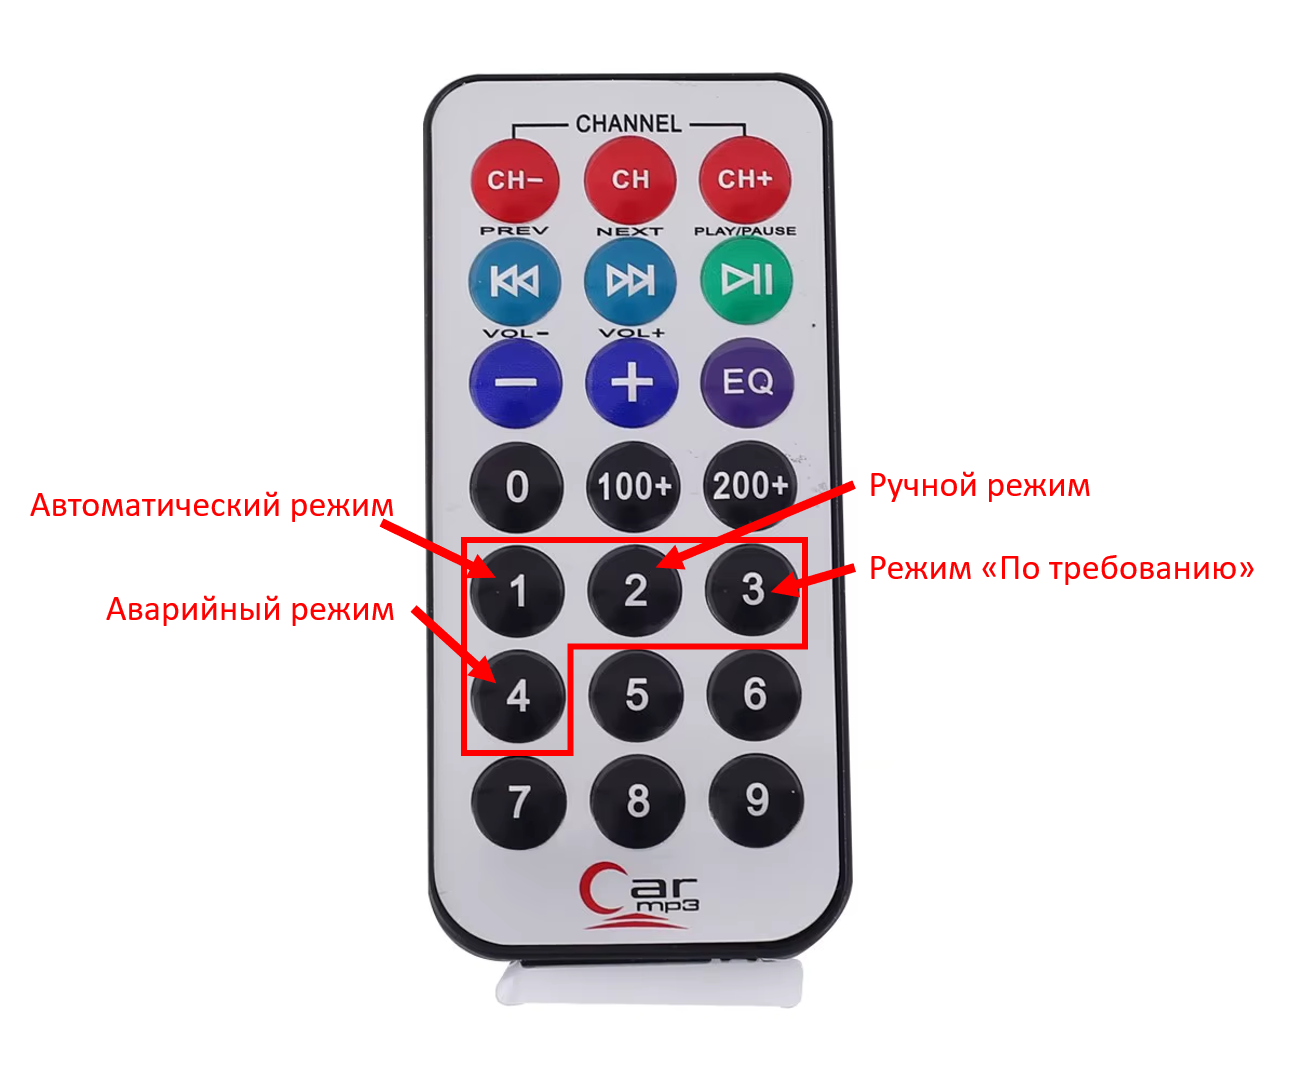 CHANNEL
CH− CH CH+
PREV NEXT PLAY/PAUSE
VOL− VOL+
− + EQ
0 100+ 200+
Ручной режим
Автоматический режим
1 2 3
Режим «По требованию»
Аварийный режим
4 5 6
7 8 9
Car
mp3